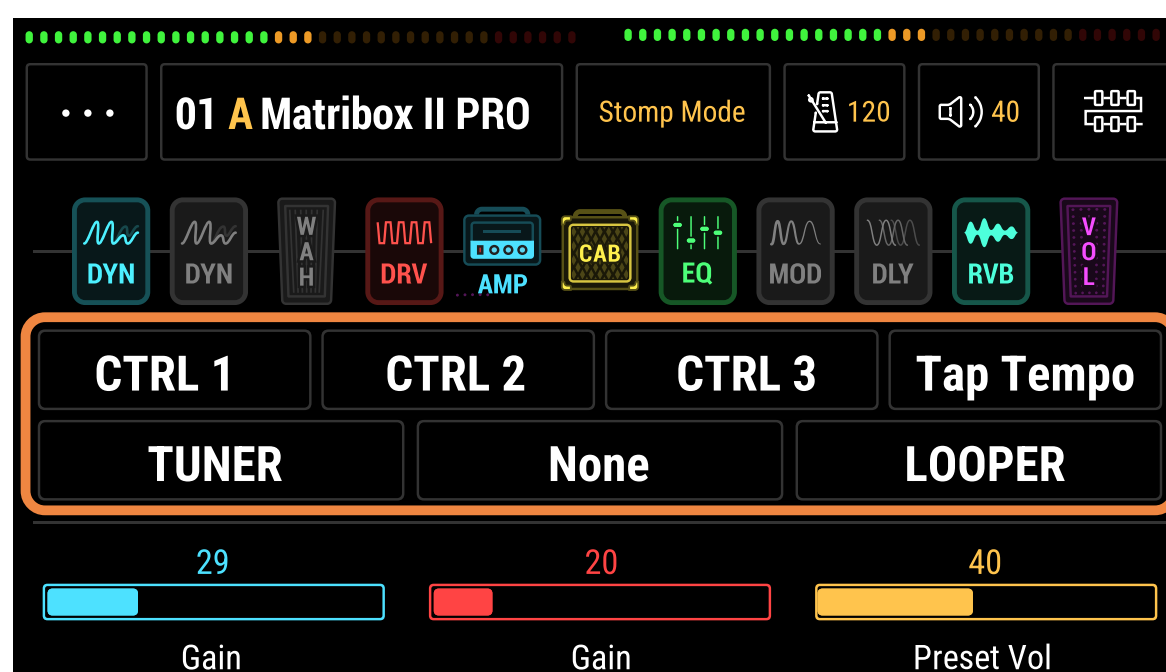 ... 01 A Matribox II PRO Stomp Mode 120 40
DYN DYN WAH DRV AMP CAB EQ MOD DLY RVB VOL
CTRL 1 CTRL 2 CTRL 3 Tap Tempo
TUNER None LOOPER
29 20 40
Gain Gain Preset Vol